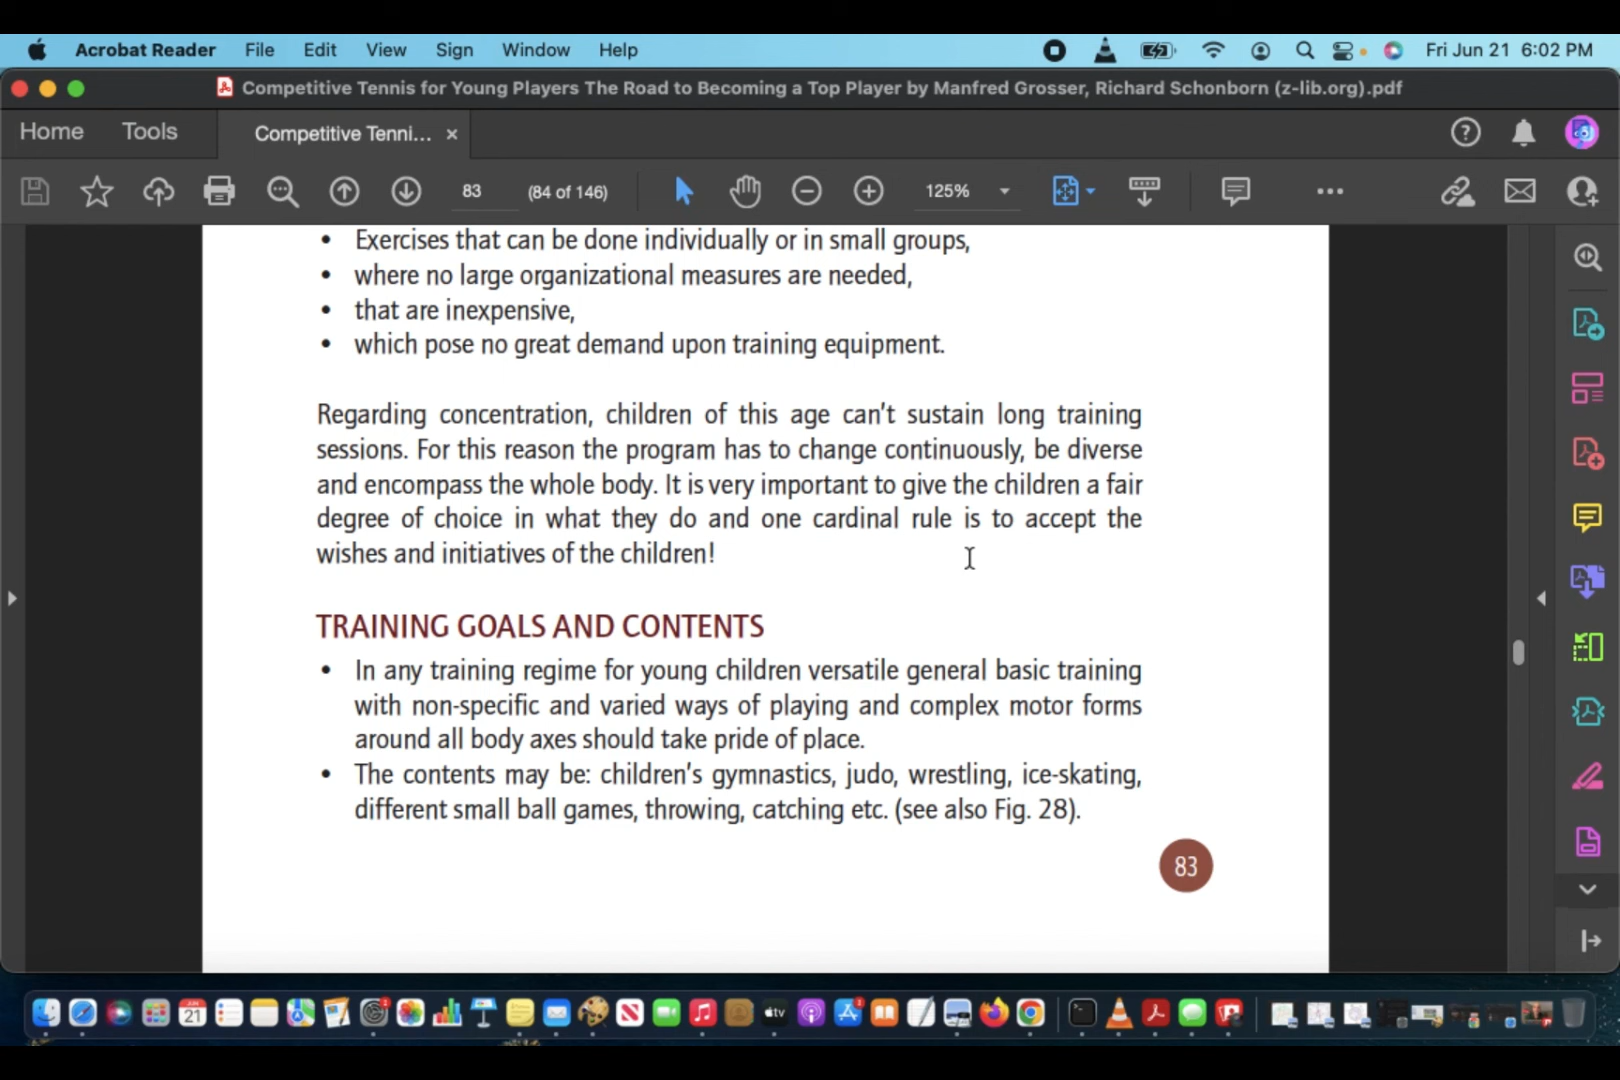 Acrobat Reader File Edit View Sign Window Help Fri Jun 21 6:02 PM
Competitive Tennis for Young Players The Road to Becoming a Top Player by Manfred Grosser, Richard Schonborn (z-lib.org).pdf
Home Tools Competitive Tenni... ×
83 (84 of 146) 125%
• Exercises that can be done individually or in small groups,
• where no large organizational measures are needed,
• that are inexpensive,
• which pose no great demand upon training equipment.
Regarding concentration, children of this age can't sustain long training
sessions. For this reason the program has to change continuously, be diverse
and encompass the whole body. It is very important to give the children a fair
degree of choice in what they do and one cardinal rule is to accept the
wishes and initiatives of the children!
TRAINING GOALS AND CONTENTS
• In any training regime for young children versatile general basic training
with non-specific and varied ways of playing and complex motor forms
around all body axes should take pride of place.
• The contents may be: children's gymnastics, judo, wrestling, ice-skating,
different small ball games, throwing, catching etc. (see also Fig. 28).
83
JUN
21
tv